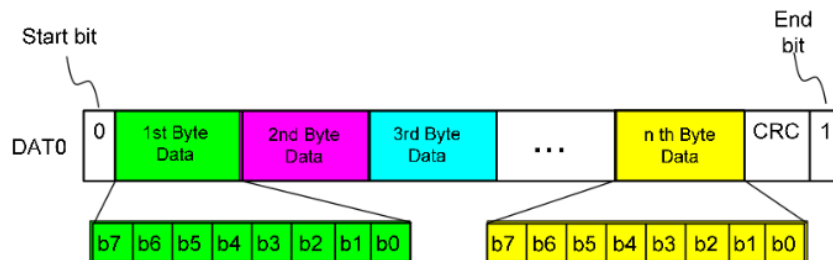 Start bit
End
bit
DAT0
0
1st Byte
Data
2nd Byte
Data
3rd Byte
Data
...
n th Byte
Data
CRC
1
b7 b6 b5 b4 b3 b2 b1 b0
b7 b6 b5 b4 b3 b2 b1 b0